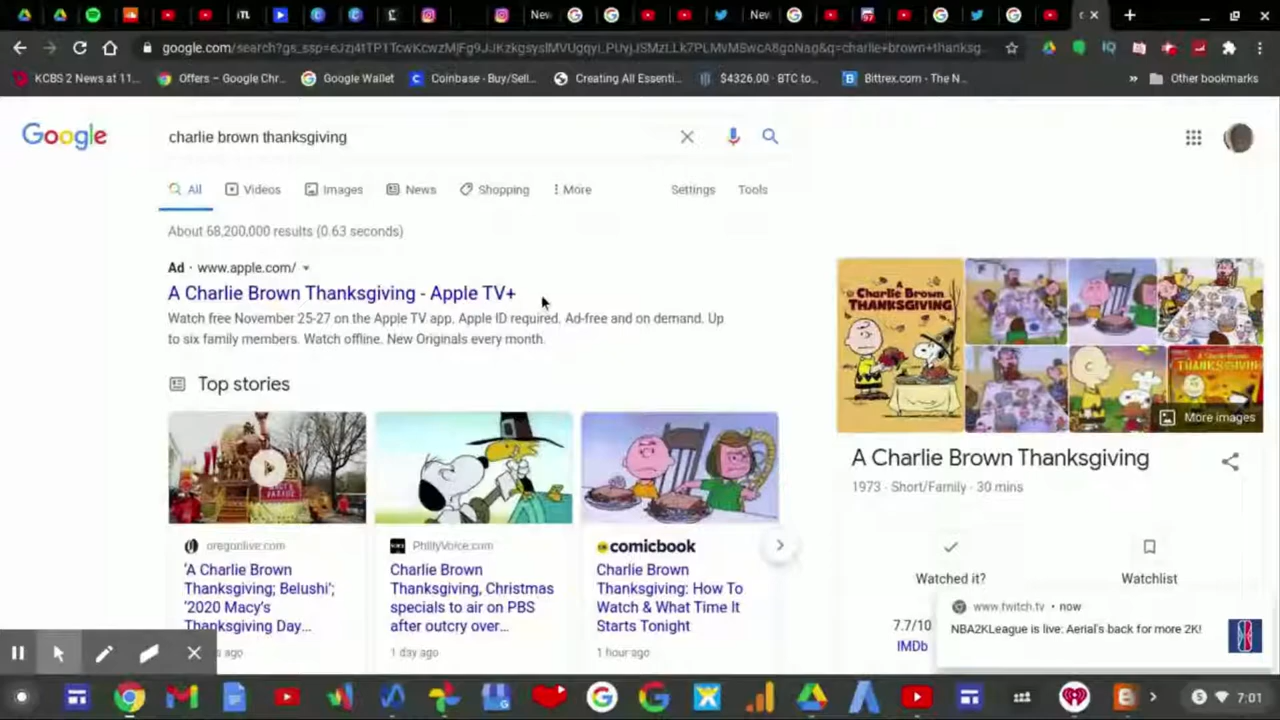 New
New
google.com/search?gs_ssp=
&q=charlie+brown+thanksg...
KCBS 2 News at 11...
Offers – Google Chr...
Google Wallet
Coinbase - Buy/Sell...
Creating All Essenti...
$4326.00 · BTC to...
Bittrex.com - The N...
»
Other bookmarks
Google
charlie brown thanksgiving
All
Videos
Images
News
Shopping
More
Settings
Tools
About 68,200,000 results (0.63 seconds)
Ad · www.apple.com/
A Charlie Brown Thanksgiving - Apple TV+
Watch free November 25-27 on the Apple TV app. Apple ID required. Ad-free and on demand. Up
to six family members. Watch offline. New Originals every month.
Top stories
oregonlive.com
'A Charlie Brown
Thanksgiving; Belushi';
'2020 Macy's
Thanksgiving Day...
ago
PhillyVoice.com
Charlie Brown
Thanksgiving, Christmas
specials to air on PBS
after outcry over...
1 day ago
comicbook
Charlie Brown
Thanksgiving: How To
Watch & What Time It
Starts Tonight
1 hour ago
A
Charlie Brown
THANKSGIVING
THANKSGIVING
More images
A Charlie Brown Thanksgiving
1973 · Short/Family · 30 mins
Watched it?
Watchlist
7.7/10
IMDb
www.twitch.tv • now
NBA2KLeague is live: Aerial's back for more 2K!
7:01